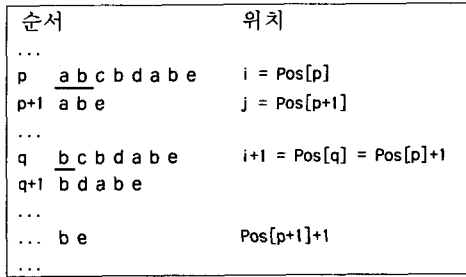 순서 위치
...
p a b c b d a b e i = Pos[p]
p+1 a b e j = Pos[p+1]
...
q b c b d a b e i+1 = Pos[q] = Pos[p]+1
q+1 b d a b e
...
... b e Pos[p+1]+1
...